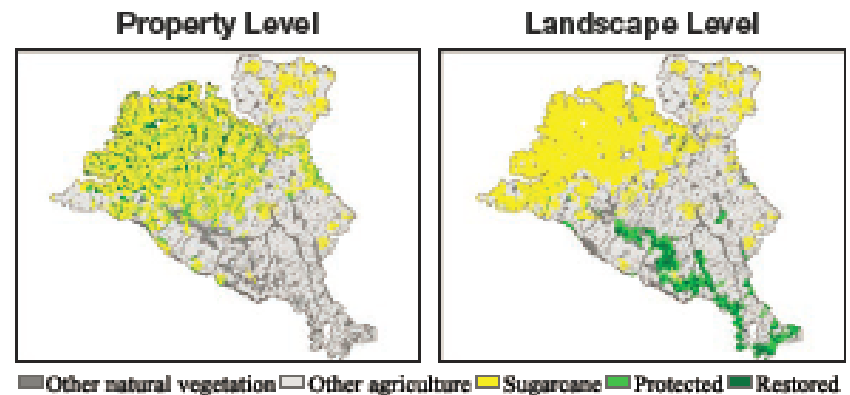 Property Level
Landscape Level
Other natural vegetation Other agriculture Sugarcane Protected Restored